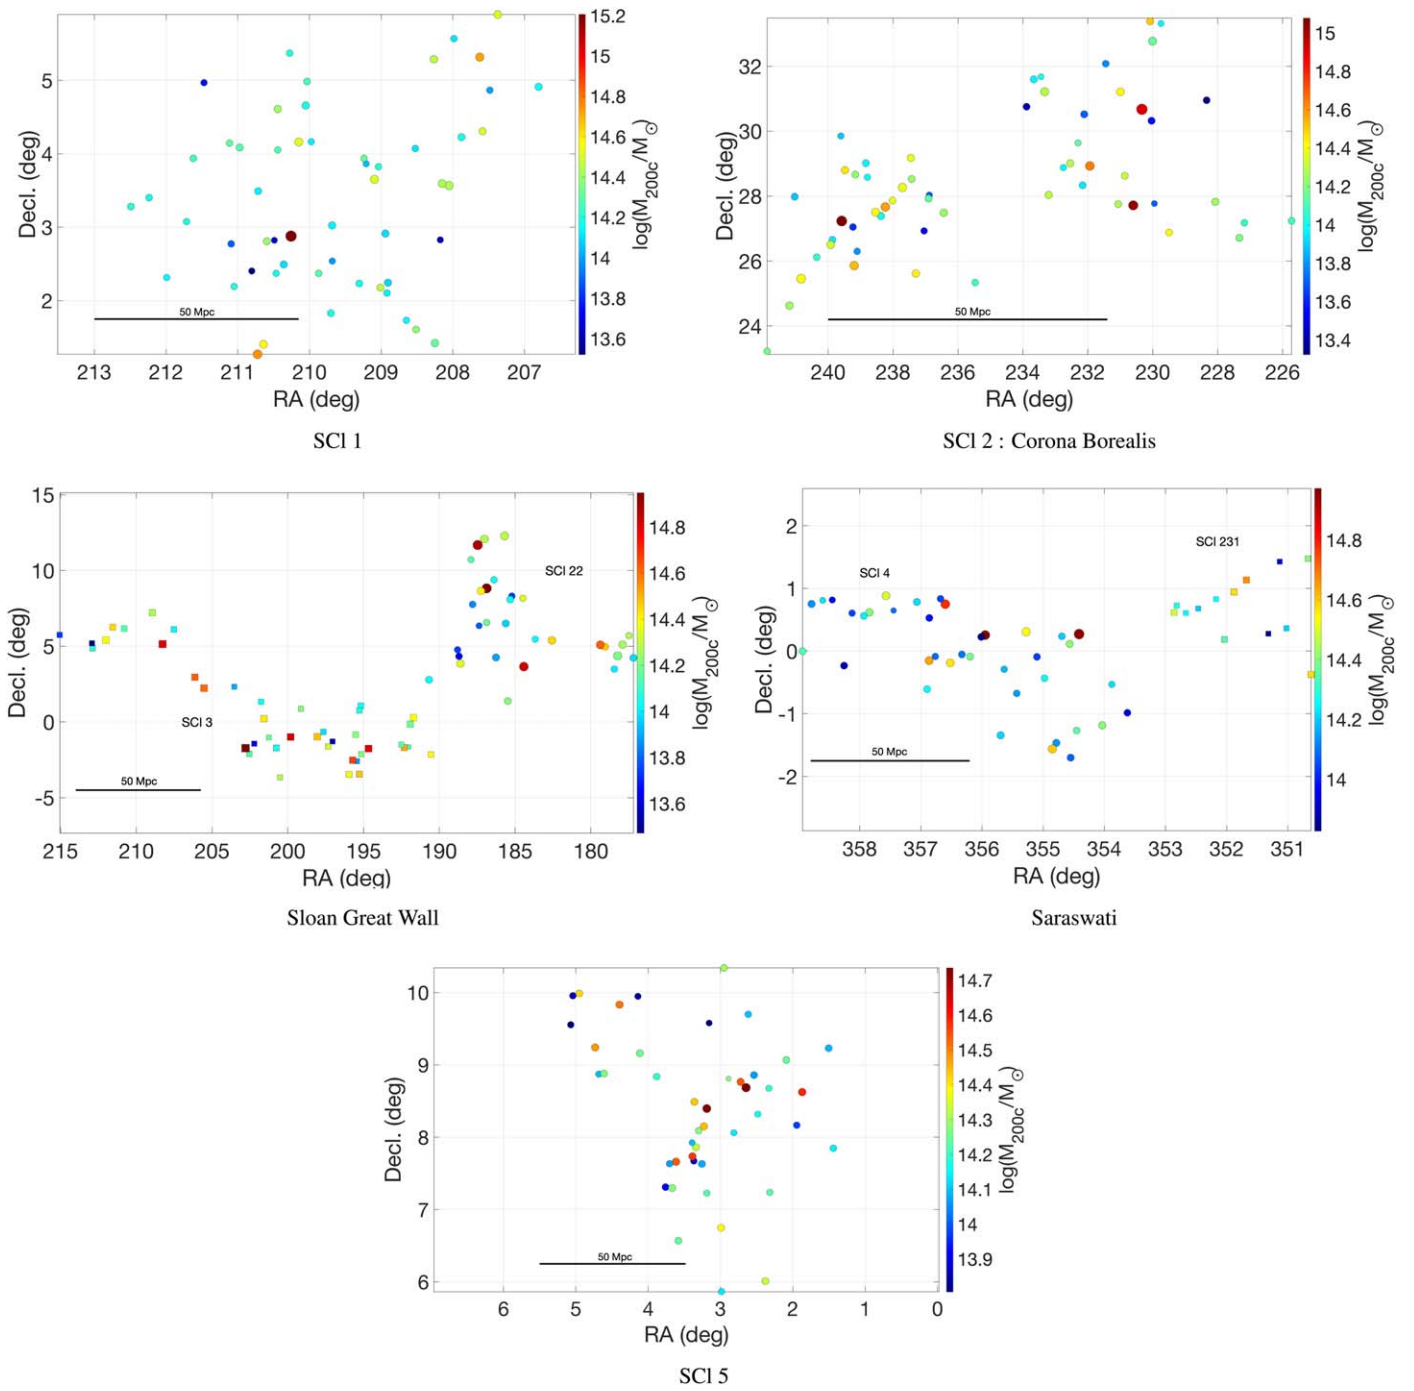 15.2
15
14.8
14.6
14.4
14.2
14
13.8
13.6
log(M200c/M☉)
5
4
3
2
Decl. (deg)
50 Mpc
213 212 211 210 209 208 207
RA (deg)
SCl 1
15
14.8
14.6
14.4
14.2
14
13.8
13.6
13.4
log(M200c/M☉)
32
30
28
26
24
Decl. (deg)
50 Mpc
240 238 236 234 232 230 228 226
RA (deg)
SCl 2 : Corona Borealis
15
10
5
0
-5
Decl. (deg)
SCl 22
SCl 3
50 Mpc
14.8
14.6
14.4
14.2
14
13.8
13.6
log(M200c/M☉)
215 210 205 200 195 190 185 180
RA (deg)
Sloan Great Wall
2
1
0
-1
-2
Decl. (deg)
SCl 231
SCl 4
50 Mpc
14.8
14.6
14.4
14.2
14
log(M200c/M☉)
358 357 356 355 354 353 352 351
RA (deg)
Saraswati
10
9
8
7
6
Decl. (deg)
50 Mpc
14.7
14.6
14.5
14.4
14.3
14.2
14.1
14
13.9
log(M200c/M☉)
6 5 4 3 2 1 0
RA (deg)
SCl 5